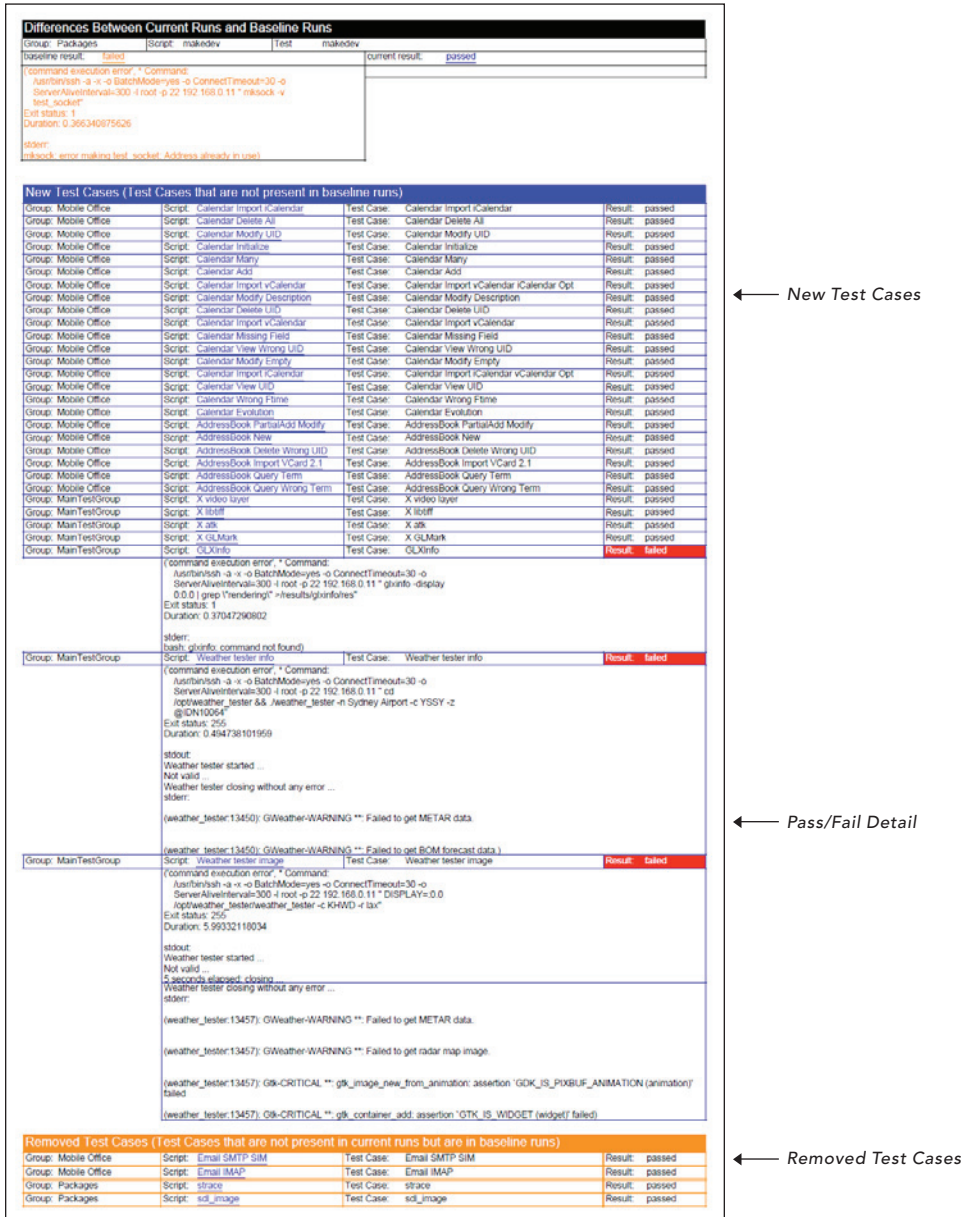 Differences Between Current Runs and Baseline Runs
Group: Packages Script: makedev Test makedev
baseline result: failed current result: passed
('command execution error', * Command:
/usr/bin/ssh -a -x -o BatchMode=yes -o ConnectTimeout=30 -o
ServerAliveInterval=300 -l root -p 22 192.168.0.11 " mksock -v
test_socket"
Exit status: 1
Duration: 0.366340875626
stderr:
mksock: error making test_socket: Address already in use)
New Test Cases (Test Cases that are not present in baseline runs)
Group: Mobile Office Script: Calendar Import iCalendar Test Case: Calendar Import iCalendar Result: passed
Group: Mobile Office Script: Calendar Delete All Test Case: Calendar Delete All Result: passed
Group: Mobile Office Script: Calendar Modify UID Test Case: Calendar Modify UID Result: passed
Group: Mobile Office Script: Calendar Initialize Test Case: Calendar Initialize Result: passed
Group: Mobile Office Script: Calendar Many Test Case: Calendar Many Result: passed
Group: Mobile Office Script: Calendar Add Test Case: Calendar Add Result: passed
Group: Mobile Office Script: Calendar Import vCalendar Test Case: Calendar Import vCalendar iCalendar Opt Result: passed
Group: Mobile Office Script: Calendar Modify Description Test Case: Calendar Modify Description Result: passed
Group: Mobile Office Script: Calendar Delete UID Test Case: Calendar Delete UID Result: passed
Group: Mobile Office Script: Calendar Import vCalendar Test Case: Calendar Import vCalendar Result: passed
Group: Mobile Office Script: Calendar Missing Field Test Case: Calendar Missing Field Result: passed
Group: Mobile Office Script: Calendar View Wrong UID Test Case: Calendar View Wrong UID Result: passed
Group: Mobile Office Script: Calendar Modify Empty Test Case: Calendar Modify Empty Result: passed
Group: Mobile Office Script: Calendar Import iCalendar Test Case: Calendar Import iCalendar vCalendar Opt Result: passed
Group: Mobile Office Script: Calendar View UID Test Case: Calendar View UID Result: passed
Group: Mobile Office Script: Calendar Wrong Ftime Test Case: Calendar Wrong Ftime Result: passed
Group: Mobile Office Script: Calendar Evolution Test Case: Calendar Evolution Result: passed
Group: Mobile Office Script: AddressBook PartialAdd Modify Test Case: AddressBook PartialAdd Modify Result: passed
Group: Mobile Office Script: AddressBook New Test Case: AddressBook New Result: passed
Group: Mobile Office Script: AddressBook Delete Wrong UID Test Case: AddressBook Delete Wrong UID Result: passed
Group: Mobile Office Script: AddressBook Import VCard 2.1 Test Case: AddressBook Import VCard 2.1 Result: passed
Group: Mobile Office Script: AddressBook Query Term Test Case: AddressBook Query Term Result: passed
Group: Mobile Office Script: AddressBook Query Wrong Term Test Case: AddressBook Query Wrong Term Result: passed
Group: MainTestGroup Script: X video layer Test Case: X video layer Result: passed
Group: MainTestGroup Script: X libtiff Test Case: X libtiff Result: passed
Group: MainTestGroup Script: X atk Test Case: X atk Result: passed
Group: MainTestGroup Script: X GLMark Test Case: X GLMark Result: passed
Group: MainTestGroup Script: GLXInfo Test Case: GLXInfo Result: failed
('command execution error', * Command:
/usr/bin/ssh -a -x -o BatchMode=yes -o ConnectTimeout=30 -o
ServerAliveInterval=300 -l root -p 22 192.168.0.11 " glxinfo -display
0:0.0 | grep \"rendering\" >/results/glxinfo/res"
Exit status: 1
Duration: 0.37047290802
stderr:
bash: glxinfo: command not found)
Group: MainTestGroup Script: Weather tester info Test Case: Weather tester info Result: failed
('command execution error', * Command:
/usr/bin/ssh -a -x -o BatchMode=yes -o ConnectTimeout=30 -o
ServerAliveInterval=300 -l root -p 22 192.168.0.11 " cd
/opt/weather_tester && ./weather_tester -n Sydney Airport -c YSSY -z
@IDN10064"
Exit status: 255
Duration: 0.494738101959
stdout:
Weather tester started ...
Not valid ...
Weather tester closing without any error ...
stderr:
(weather_tester:13450): GWeather-WARNING **: Failed to get METAR data.
(weather_tester:13450): GWeather-WARNING **: Failed to get BOM forecast data.)
Group: MainTestGroup Script: Weather tester image Test Case: Weather tester image Result: failed
('command execution error', * Command:
/usr/bin/ssh -a -x -o BatchMode=yes -o ConnectTimeout=30 -o
ServerAliveInterval=300 -l root -p 22 192.168.0.11 " DISPLAY=:0.0
/opt/weather_tester/weather_tester -c KHWD -r lax"
Exit status: 255
Duration: 5.99332118034
stdout:
Weather tester started ...
Not valid ...
5 seconds elapsed: closing ...
Weather tester closing without any error ...
stderr:
(weather_tester:13457): GWeather-WARNING **: Failed to get METAR data.
(weather_tester:13457): GWeather-WARNING **: Failed to get radar map image.
(weather_tester:13457): Gtk-CRITICAL **: gtk_image_new_from_animation: assertion `GDK_IS_PIXBUF_ANIMATION (animation)'
failed
(weather_tester:13457): Gtk-CRITICAL **: gtk_container_add: assertion `GTK_IS_WIDGET (widget)' failed)
Removed Test Cases (Test Cases that are not present in current runs but are in baseline runs)
Group: Mobile Office Script: Email SMTP SIM Test Case: Email SMTP SIM Result: passed
Group: Mobile Office Script: Email IMAP Test Case: Email IMAP Result: passed
Group: Packages Script: strace Test Case: strace Result: passed
Group: Packages Script: sdl_image Test Case: sdl_image Result: passed
New Test Cases
Pass/Fail Detail
Removed Test Cases